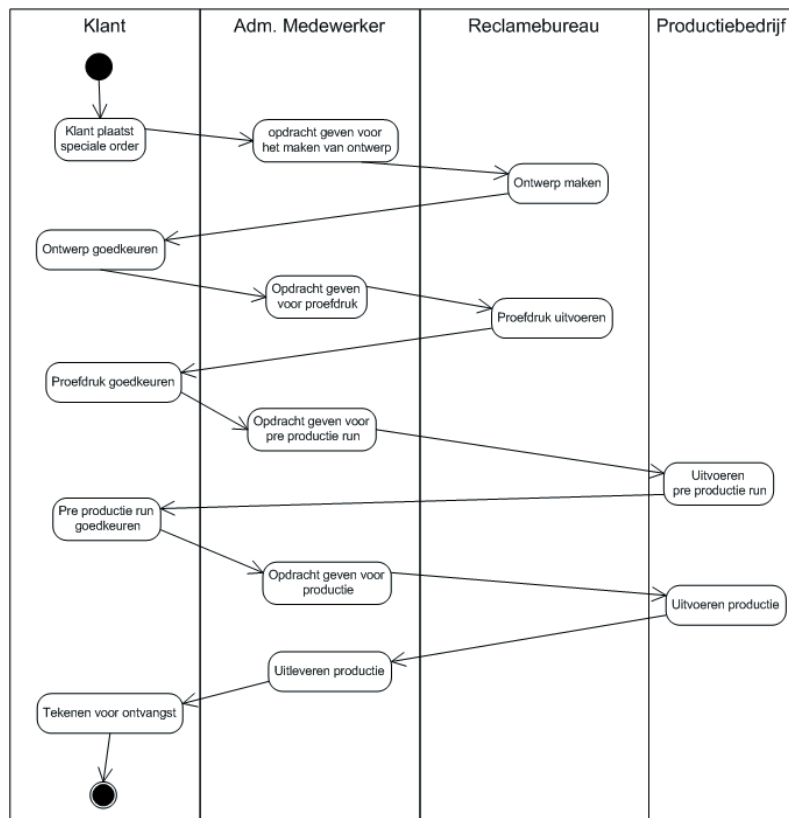 Klant
Adm. Medewerker
Reclamebureau
Productiebedrijf
Klant plaatst
speciale order
opdracht geven voor
het maken van ontwerp
Ontwerp maken
Ontwerp goedkeuren
Opdracht geven
voor proefdruk
Proefdruk uitvoeren
Proefdruk goedkeuren
Opdracht geven voor
pre productie run
Uitvoeren
pre productie run
Pre productie run
goedkeuren
Opdracht geven voor
productie
Uitvoeren productie
Uitleveren productie
Tekenen voor ontvangst